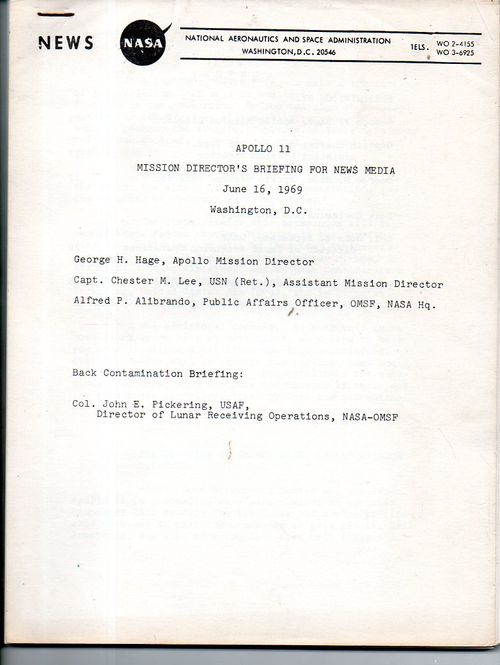 NEWS
NASA
NATIONAL AERONAUTICS AND SPACE ADMINISTRATION
WASHINGTON, D.C. 20546
TELS. WO 2-4155
WO 3-6925
APOLLO 11
MISSION DIRECTOR'S BRIEFING FOR NEWS MEDIA
June 16, 1969
Washington, D.C.
George H. Hage, Apollo Mission Director
Capt. Chester M. Lee, USN (Ret.), Assistant Mission Director
Alfred P. Alibrando, Public Affairs Officer, OMSF, NASA Hq.
Back Contamination Briefing:
Col. John E. Pickering, USAF,
Director of Lunar Receiving Operations, NASA-OMSF